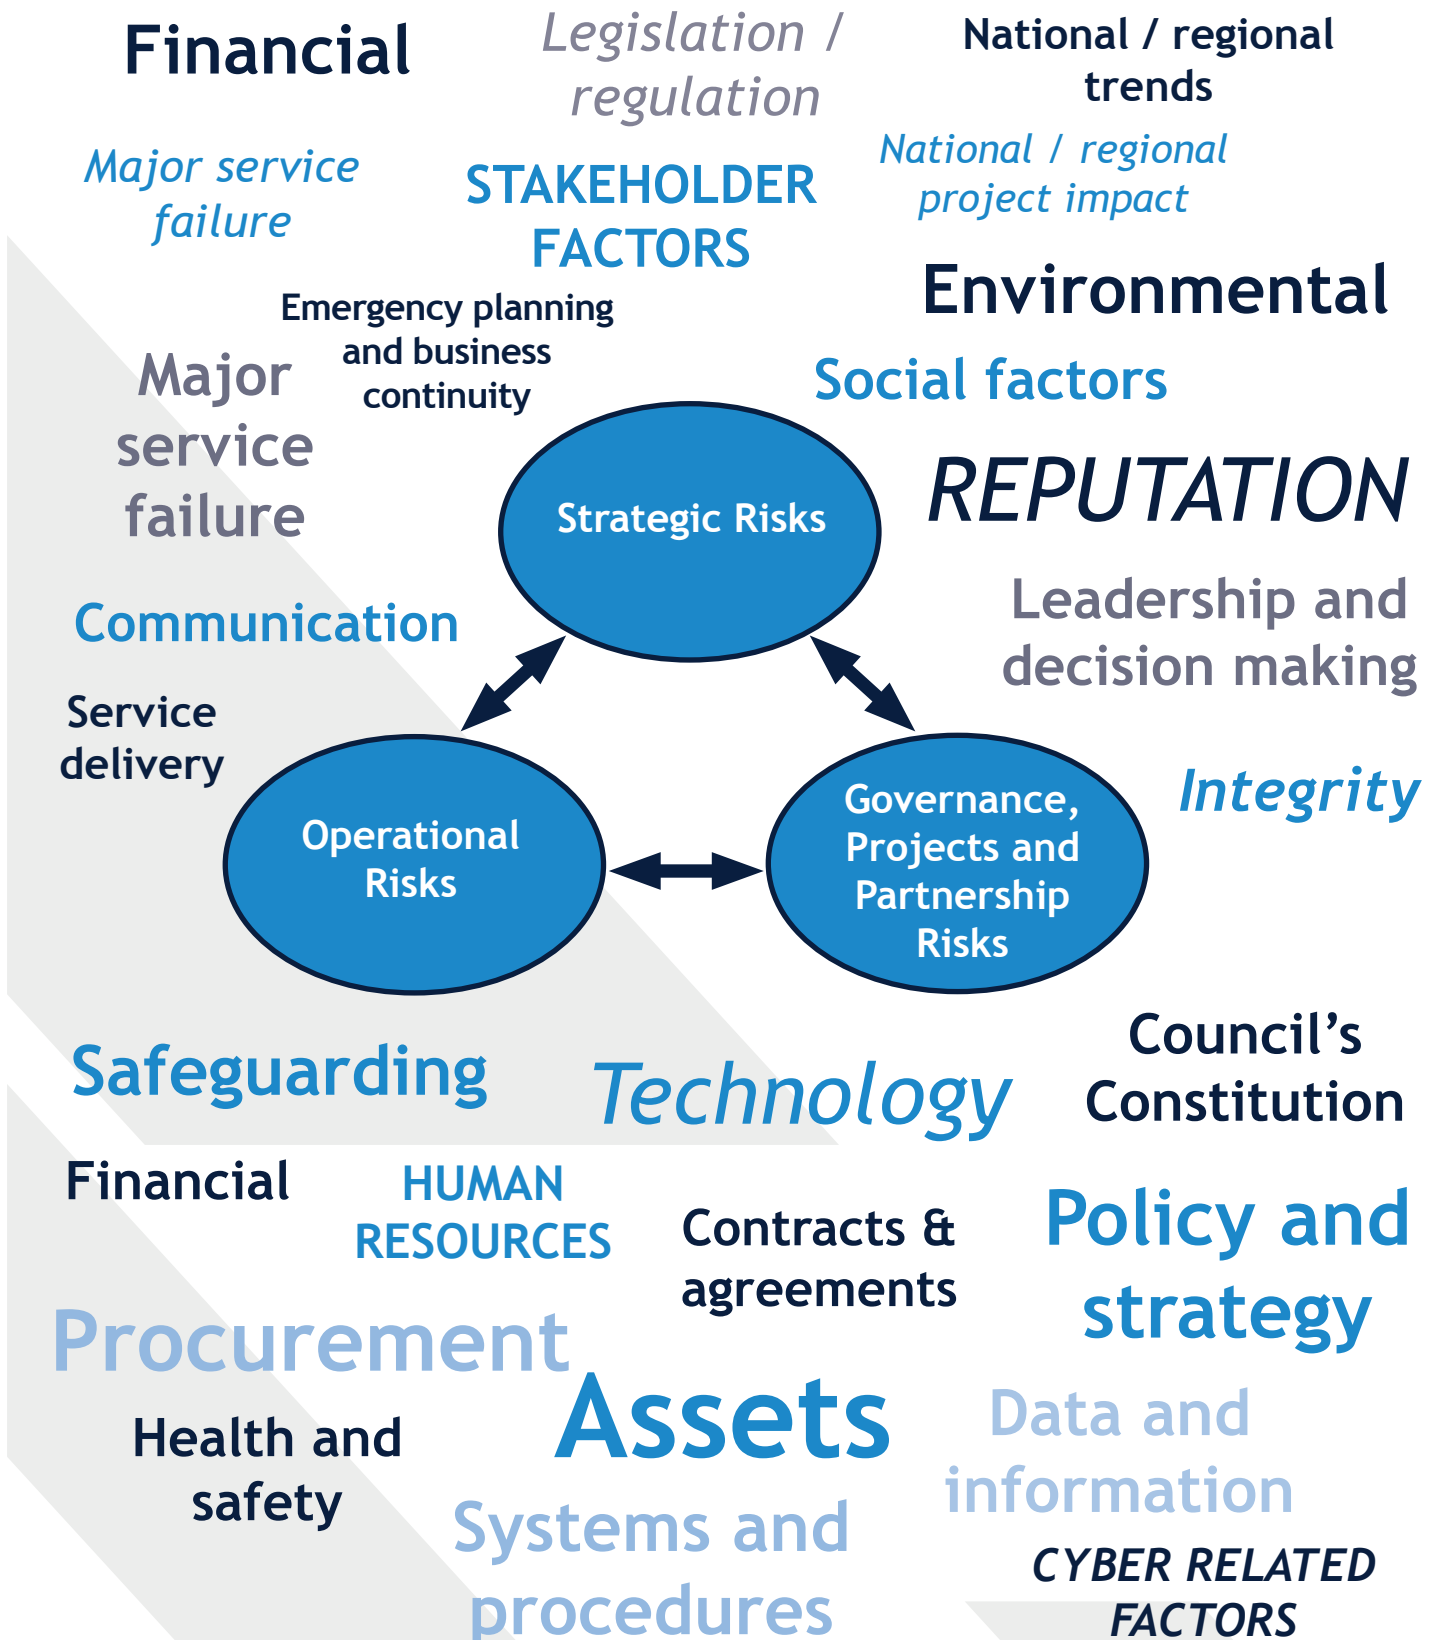 Financial
Legislation /
regulation
National / regional
trends
Major service
failure
STAKEHOLDER
FACTORS
National / regional
project impact
Environmental
Emergency planning
and business
continuity
Major
service
failure
Social factors
REPUTATION
Strategic Risks
Leadership and
decision making
Communication
Service
delivery
Integrity
Operational
Risks
Governance,
Projects and
Partnership
Risks
Safeguarding
Technology
Council’s
Constitution
Financial
HUMAN
RESOURCES
Contracts &
agreements
Policy and
strategy
Procurement
Assets
Data and
information
Health and
safety
Systems and
procedures
CYBER RELATED
FACTORS